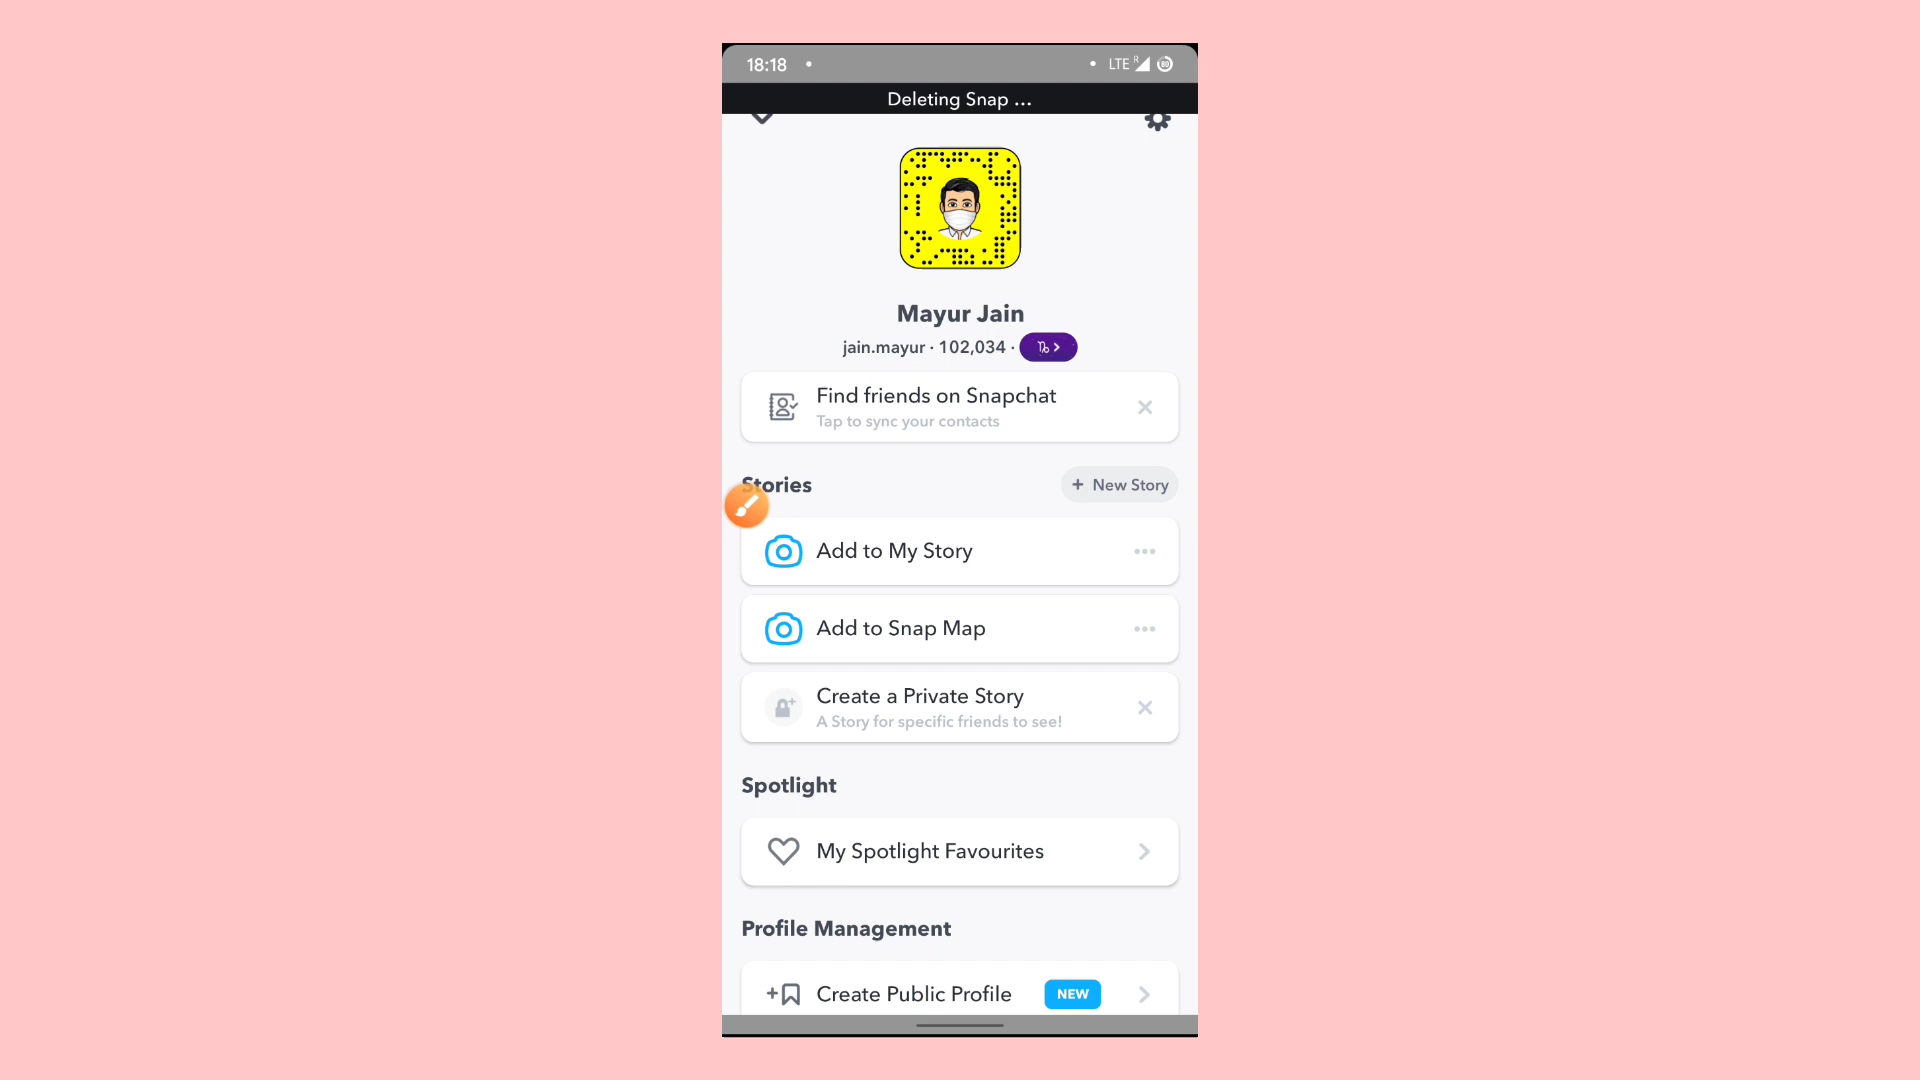 18:18
LTE R
80
Deleting Snap ...
Mayur Jain
jain.mayur · 102,034 ·
Find friends on Snapchat
Tap to sync your contacts
Stories
+ New Story
Add to My Story
Add to Snap Map
Create a Private Story
A Story for specific friends to see!
Spotlight
My Spotlight Favourites
Profile Management
Create Public Profile NEW